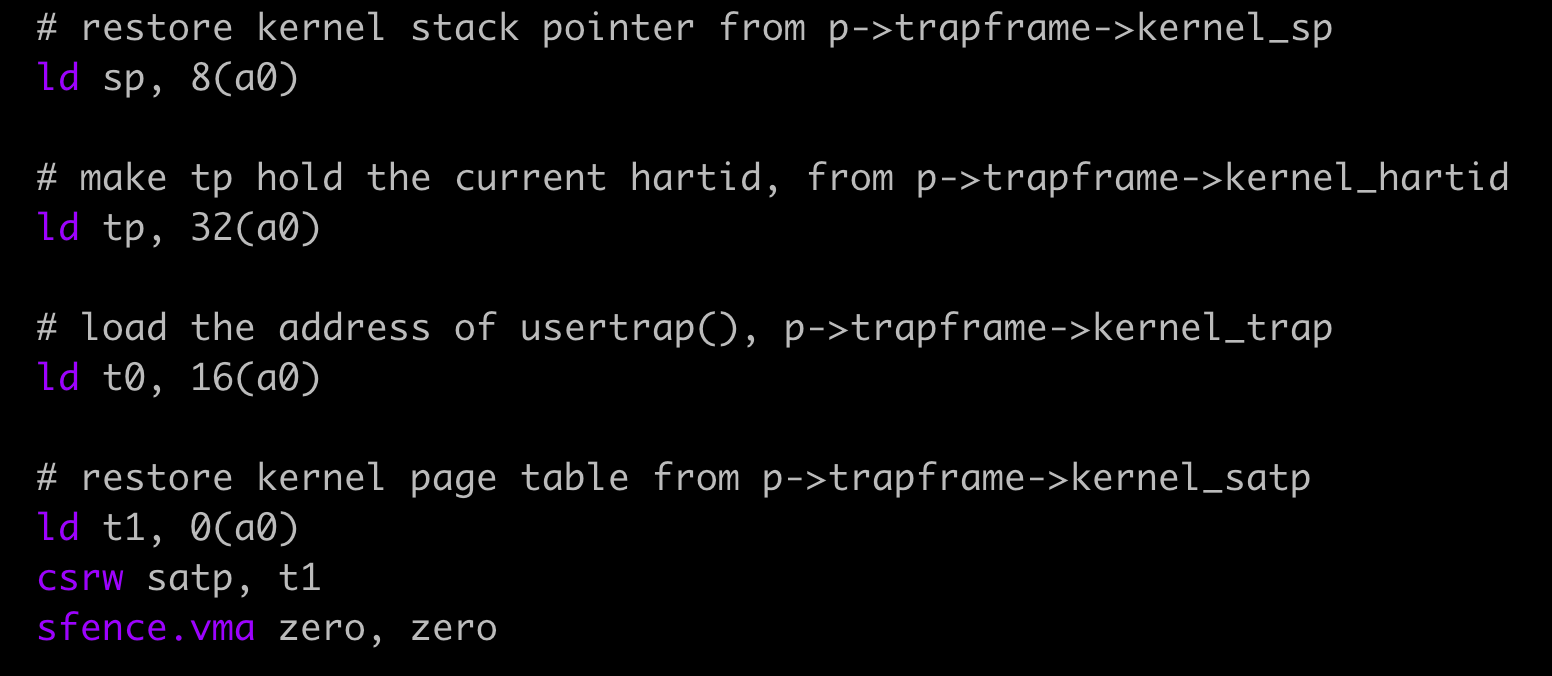 # restore kernel stack pointer from p->trapframe->kernel_sp
ld sp, 8(a0)
# make tp hold the current hartid, from p->trapframe->kernel_hartid
ld tp, 32(a0)
# load the address of usertrap(), p->trapframe->kernel_trap
ld t0, 16(a0)
# restore kernel page table from p->trapframe->kernel_satp
ld t1, 0(a0)
csrw satp, t1
sfence.vma zero, zero